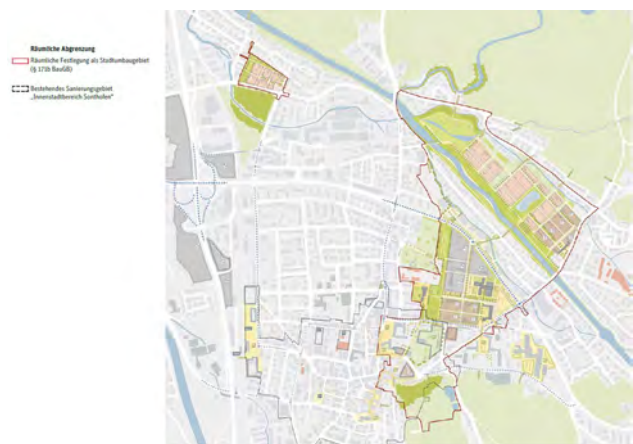 Räumliche Abgrenzung
Räumliche Festlegung als Stadtumbaugebiet
(§ 171b BauGB)
Bestehendes Sanierungsgebiet
„Innenstadtbereich Sonthofen"